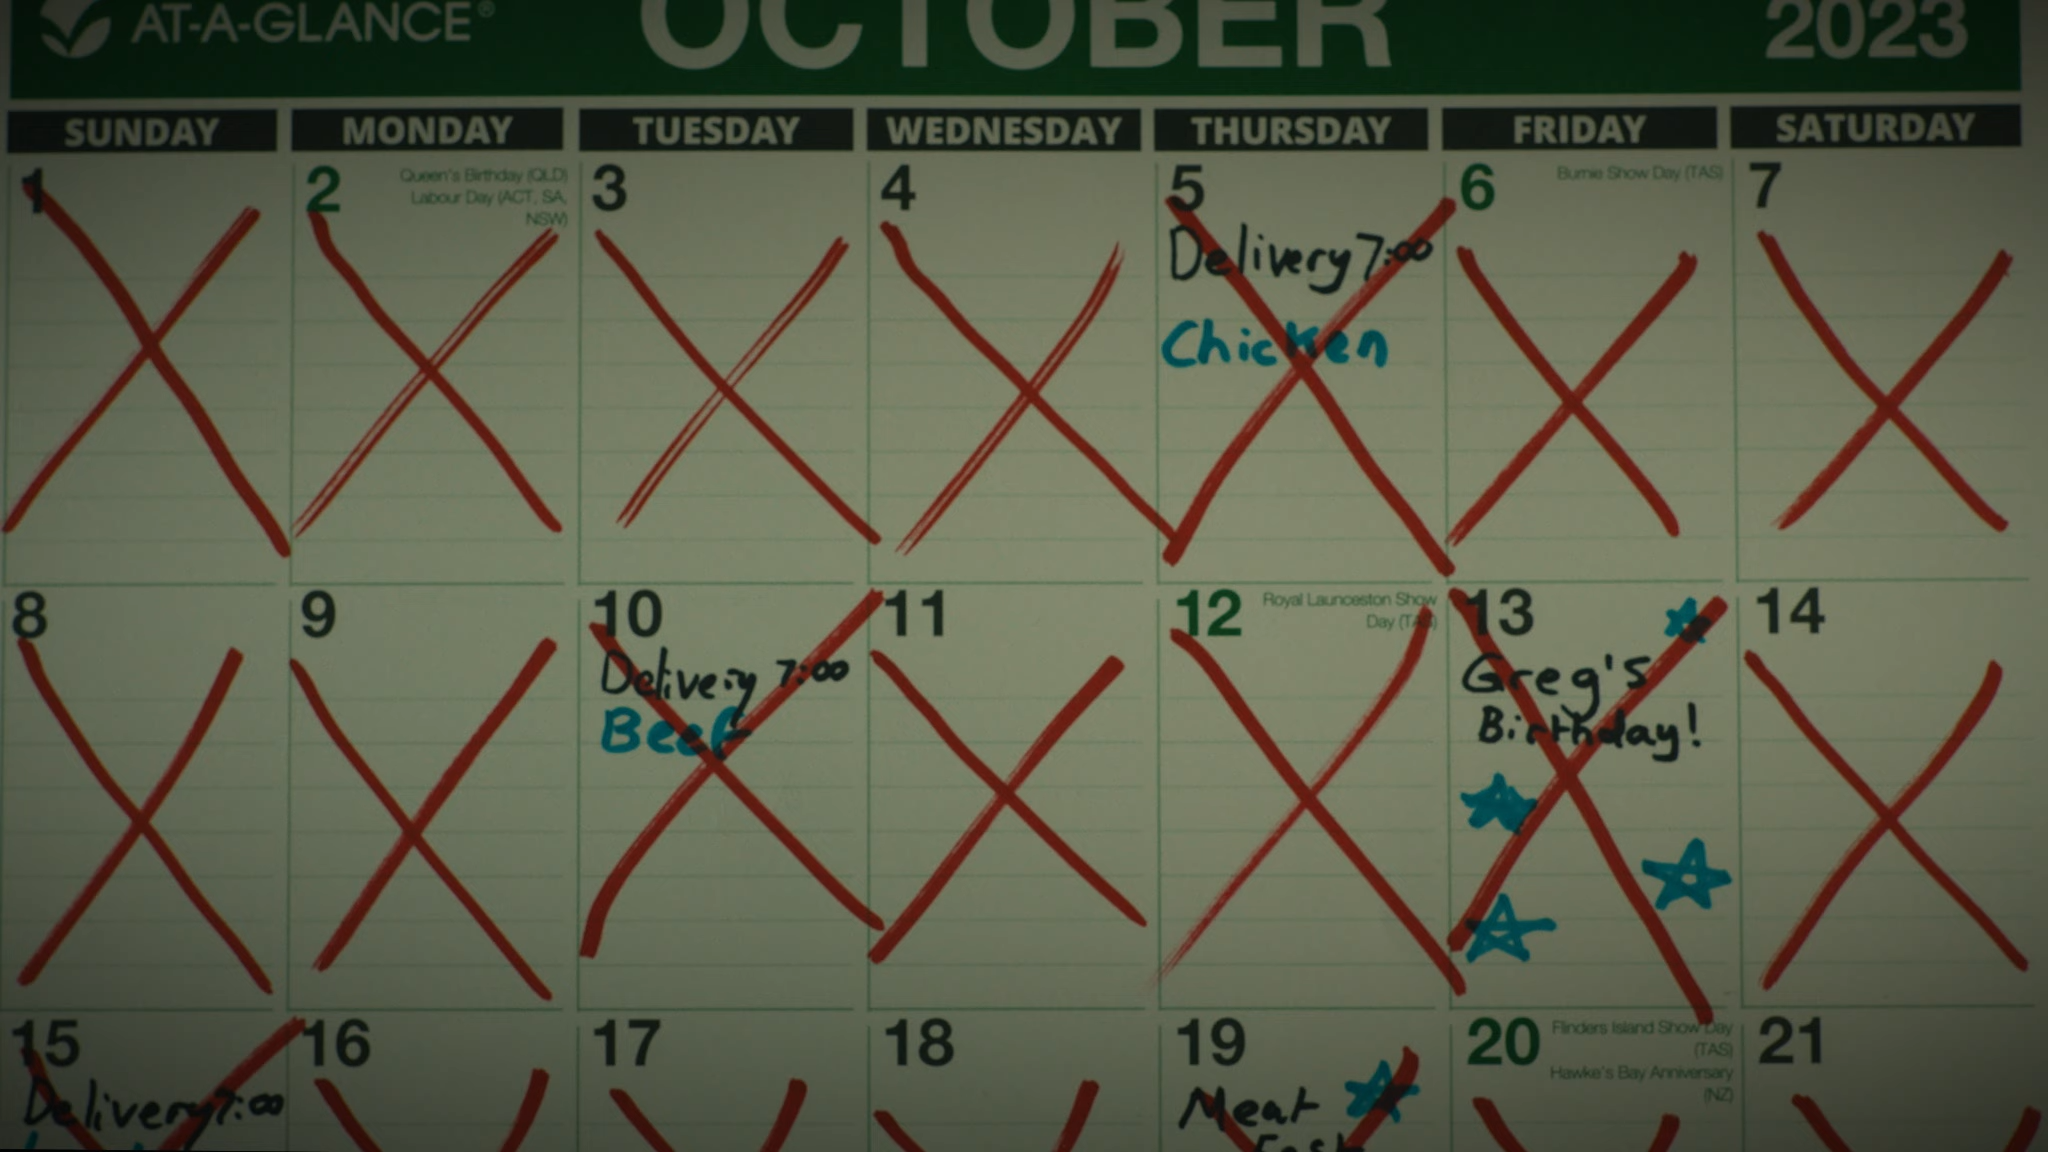 AT-A-GLANCE®
OCTOBER
2023
SUNDAY MONDAY TUESDAY WEDNESDAY THURSDAY FRIDAY SATURDAY
1
2
Queen's Birthday (QLD)
Labour Day (ACT, SA,
NSW)
3
4
5
Delivery 7:00
Chicken
6
Burnie Show Day (TAS)
7
8
9
10
Delivery 7:00
Beef
11
12
Royal Launceston Show
Day (TAS)
13
Greg's
Birthday!
14
15
Delivery 7:00
16
17
18
19
Meat
20
Flinders Island Show Day
(TAS)
Hawke's Bay Anniversary
(NZ)
21